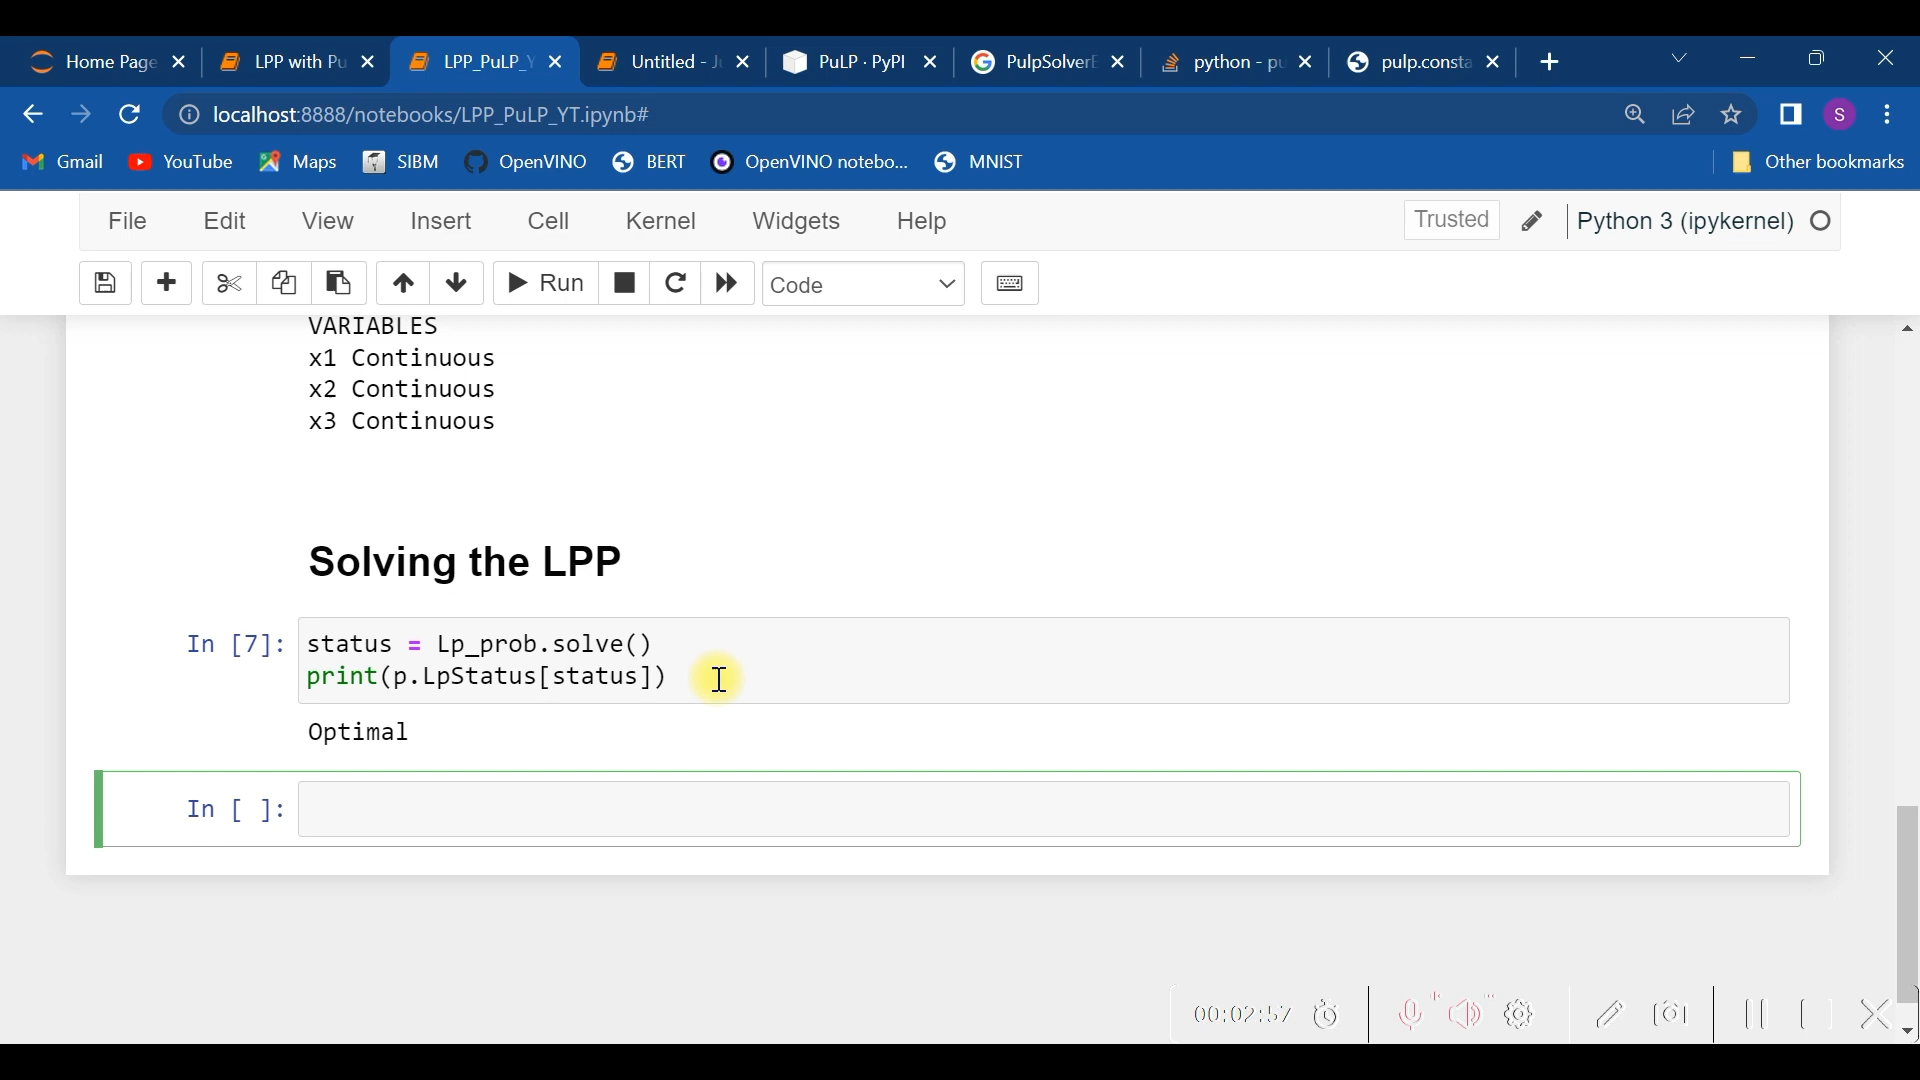 Home Page
LPP with Pu
LPP_PuLP_Y
Untitled - Ju
PuLP · PyPI
PulpSolverE
python - pu
pulp.consta
localhost:8888/notebooks/LPP_PuLP_YT.ipynb#
S
Gmail
YouTube
Maps
SIBM
OpenVINO
BERT
OpenVINO notebo...
MNIST
Other bookmarks
File
Edit
View
Insert
Cell
Kernel
Widgets
Help
Trusted
Python 3 (ipykernel)
Run
Code
VARIABLES
x1 Continuous
x2 Continuous
x3 Continuous
Solving the LPP
In [7]: status = Lp_prob.solve()
print(p.LpStatus[status])
Optimal
In [ ]:
00:02:57